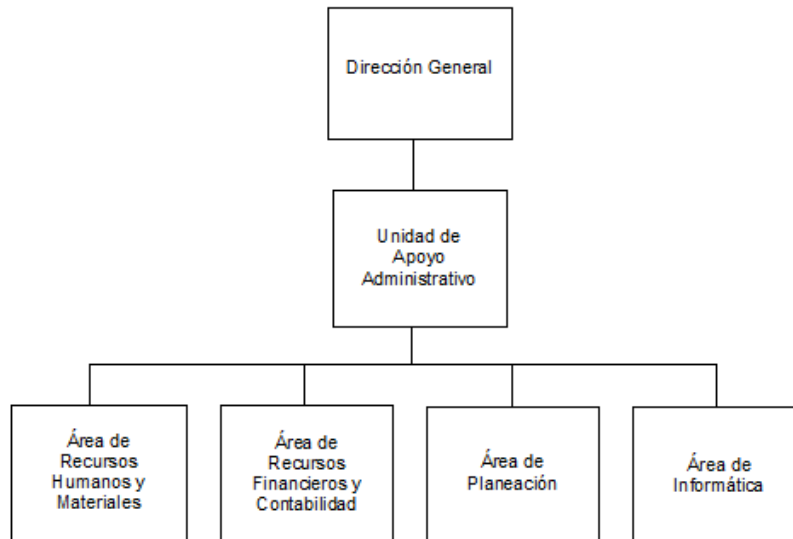 Dirección General
Unidad de
Apoyo
Administrativo
Área de
Recursos
Humanos y
Materiales
Área de
Recursos
Financieros y
Contabilidad
Área de
Planeación
Área de
Informática